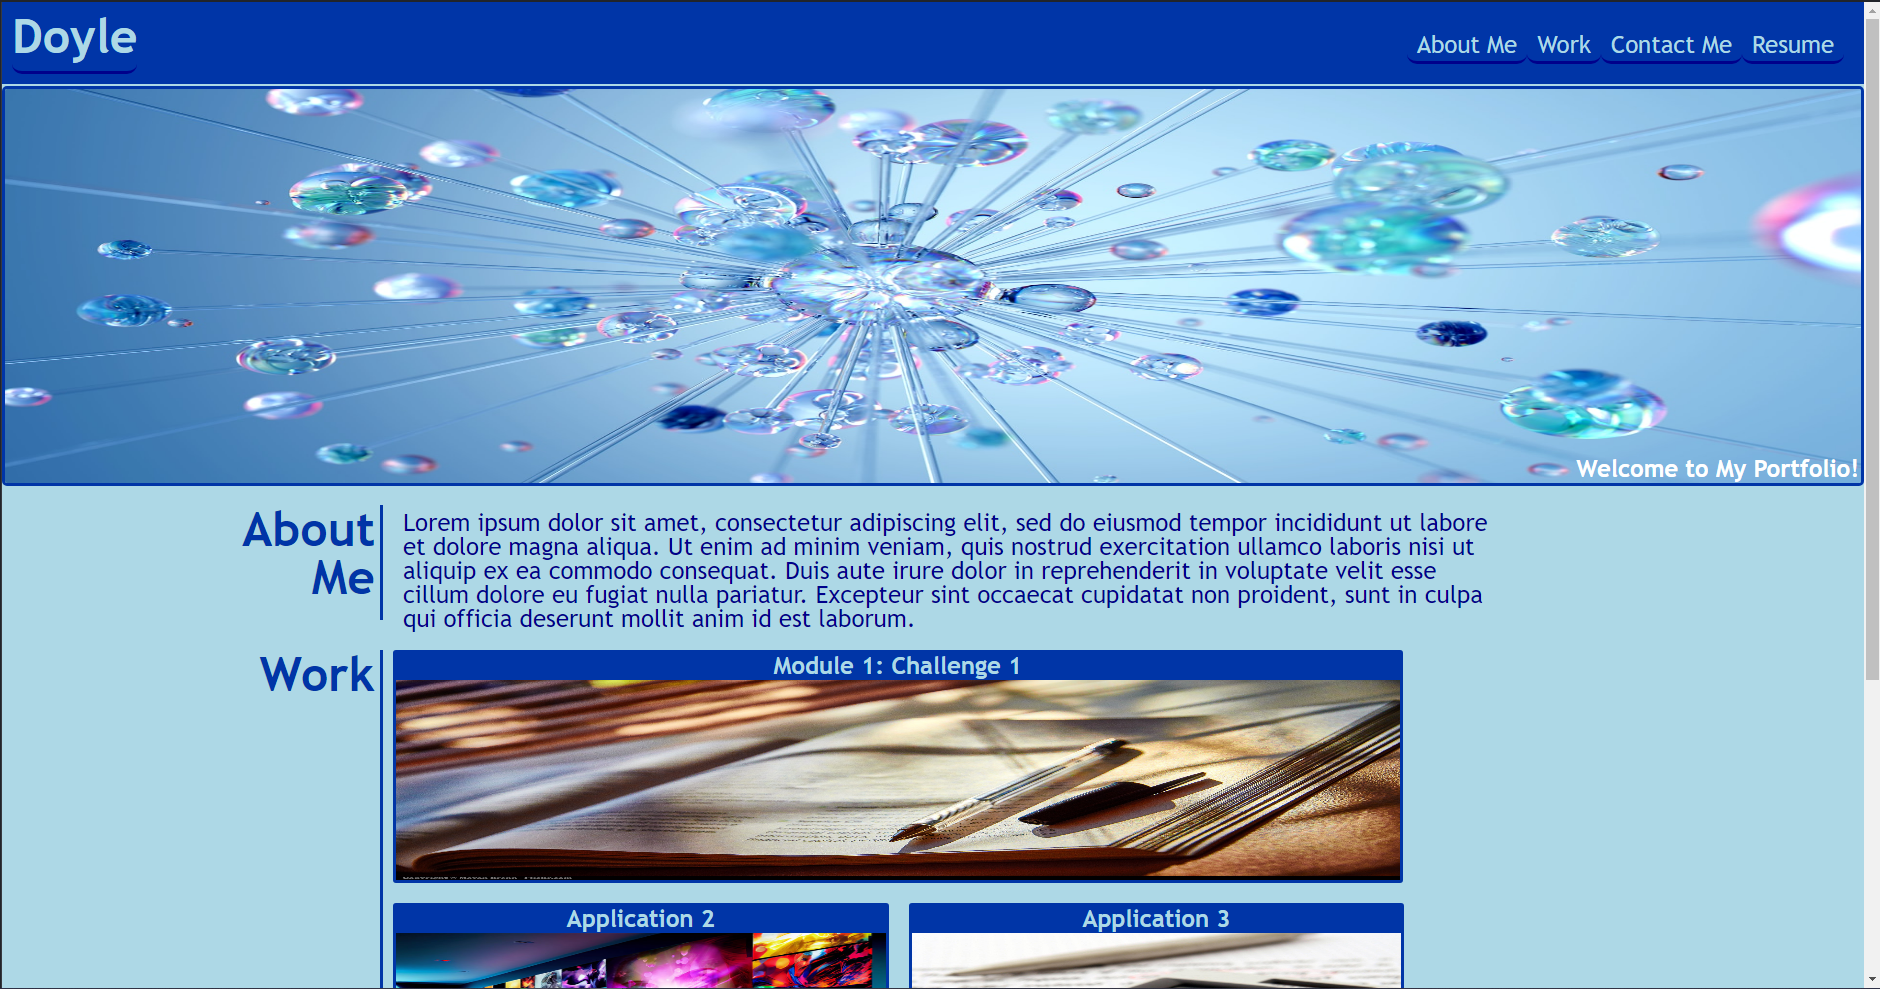 Doyle
About Me Work Contact Me Resume
Welcome to My Portfolio!
About
Me
Lorem ipsum dolor sit amet, consectetur adipiscing elit, sed do eiusmod tempor incididunt ut labore
et dolore magna aliqua. Ut enim ad minim veniam, quis nostrud exercitation ullamco laboris nisi ut
aliquip ex ea commodo consequat. Duis aute irure dolor in reprehenderit in voluptate velit esse
cillum dolore eu fugiat nulla pariatur. Excepteur sint occaecat cupidatat non proident, sunt in culpa
qui officia deserunt mollit anim id est laborum.
Work
Module 1: Challenge 1
Application 2
Application 3